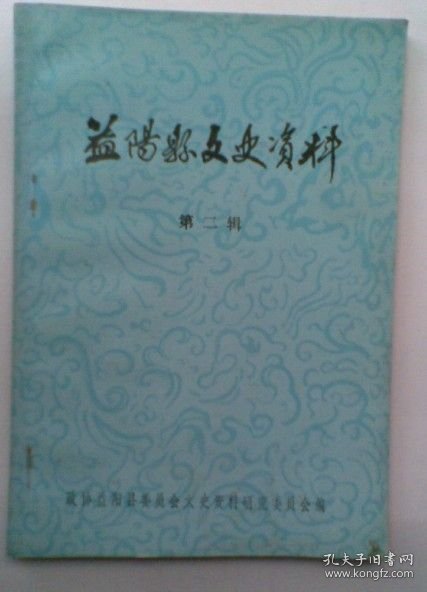 益陽縣文史资料
第二辑
政协益阳县委员会文史资料研究委员会编
孔夫子旧书网
www.kongfz.com